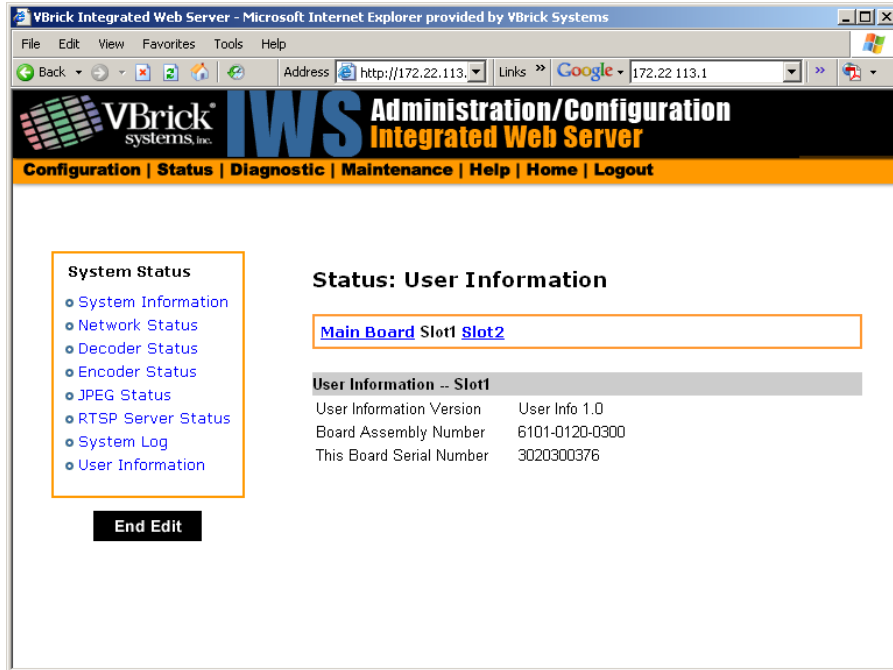 VBrick Integrated Web Server - Microsoft Internet Explorer provided by VBrick Systems
File Edit View Favorites Tools Help
Back Address http://172.22.113. Links » Google 172.22 113.1 »
VBrick systems, inc. IWS Administration/Configuration
Integrated Web Server
Configuration | Status | Diagnostic | Maintenance | Help | Home | Logout
System Status
System Information
Network Status
Decoder Status
Encoder Status
JPEG Status
RTSP Server Status
System Log
User Information
End Edit
Status: User Information
Main Board Slot1 Slot2
User Information -- Slot1
User Information Version User Info 1.0
Board Assembly Number 6101-0120-0300
This Board Serial Number 3020300376